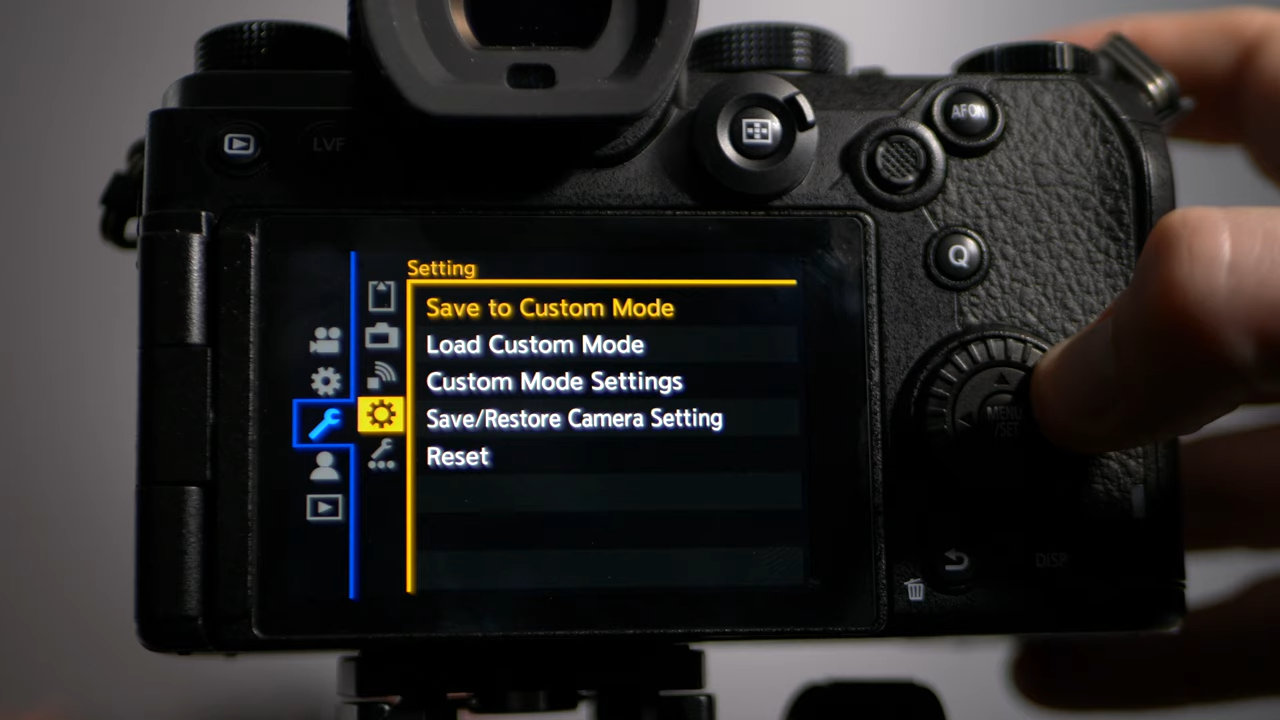 LVF
AF ON
Q
Setting
Save to Custom Mode
Load Custom Mode
Custom Mode Settings
Save/Restore Camera Setting
Reset
MENU
/SET
DISP